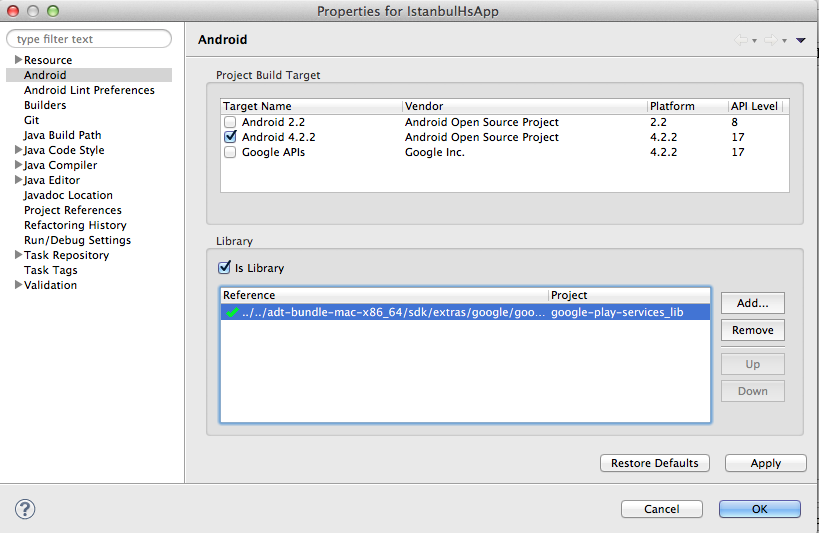 Properties for IstanbulHsApp
type filter text
Resource
Android
Android Lint Preferences
Builders
Git
Java Build Path
Java Code Style
Java Compiler
Java Editor
Javadoc Location
Project References
Refactoring History
Run/Debug Settings
Task Repository
Task Tags
Validation
Android
Project Build Target
Target Name Vendor Platform API Level
Android 2.2 Android Open Source Project 2.2 8
Android 4.2.2 Android Open Source Project 4.2.2 17
Google APIs Google Inc. 4.2.2 17
Library
Is Library
Reference Project
../../adt-bundle-mac-x86_64/sdk/extras/google/goo... google-play-services_lib
Add...
Remove
Up
Down
Restore Defaults Apply
? Cancel OK